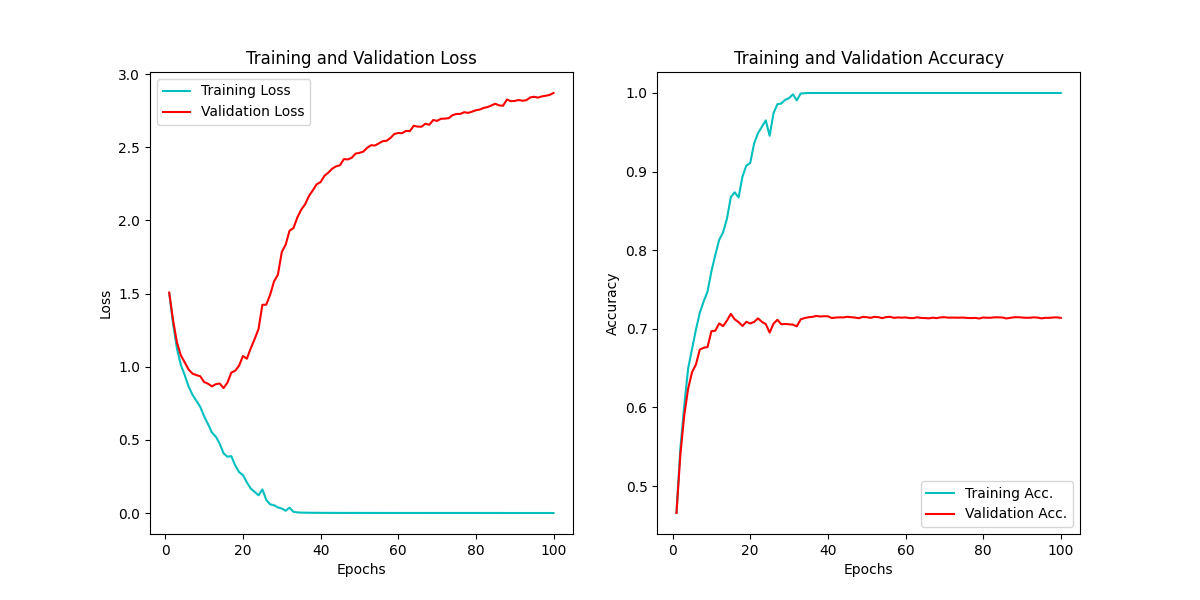 Training and Validation Loss
3.0
2.5
2.0
1.5
1.0
0.5
0.0
Loss
Training Loss
Validation Loss
0 20 40 60 80 100
Epochs
Training and Validation Accuracy
1.0
0.9
0.8
0.7
0.6
0.5
Accuracy
Training Acc.
Validation Acc.
0 20 40 60 80 100
Epochs